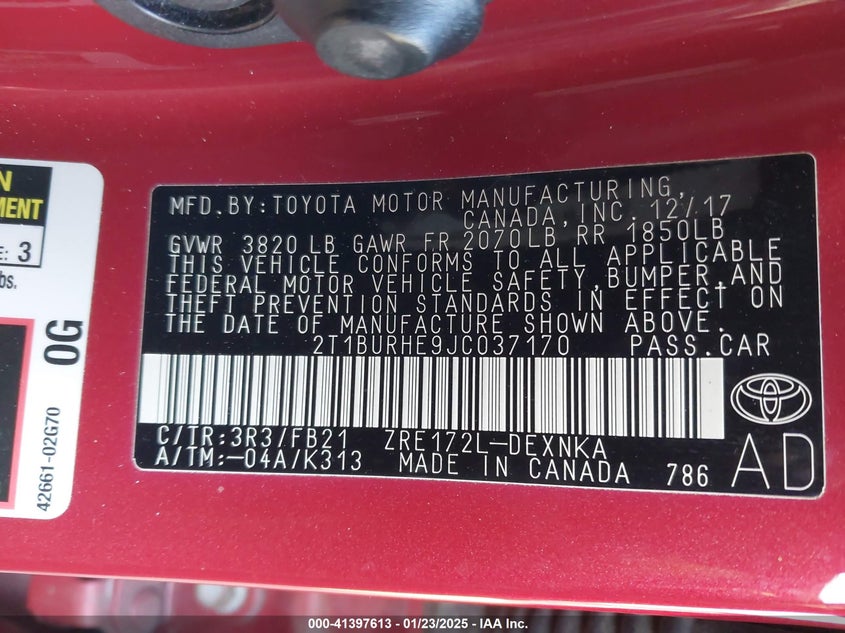 N
MENT
E: 3
bs.
0G
42661-02G70
MFD.BY:TOYOTA MOTOR MANUFACTURING,
CANADA,INC. 12/17
GVWR 3820 LB GAWR FR 2070LB RR 1850LB
THIS VEHICLE CONFORMS TO ALL APPLICABLE
FEDERAL MOTOR VEHICLE SAFETY,BUMPER,AND
THEFT PREVENTION STANDARDS IN EFFECT ON
THE DATE OF MANUFACTURE SHOWN ABOVE.
2T1BURHE9JC037170 PASS.CAR
C/TR:3R3/FB21 ZRE172L-DEXNKA
A/TM:-04A/K313 MADE IN CANADA 786
AD
000-41397613 - 01/23/2025 - IAAI.com